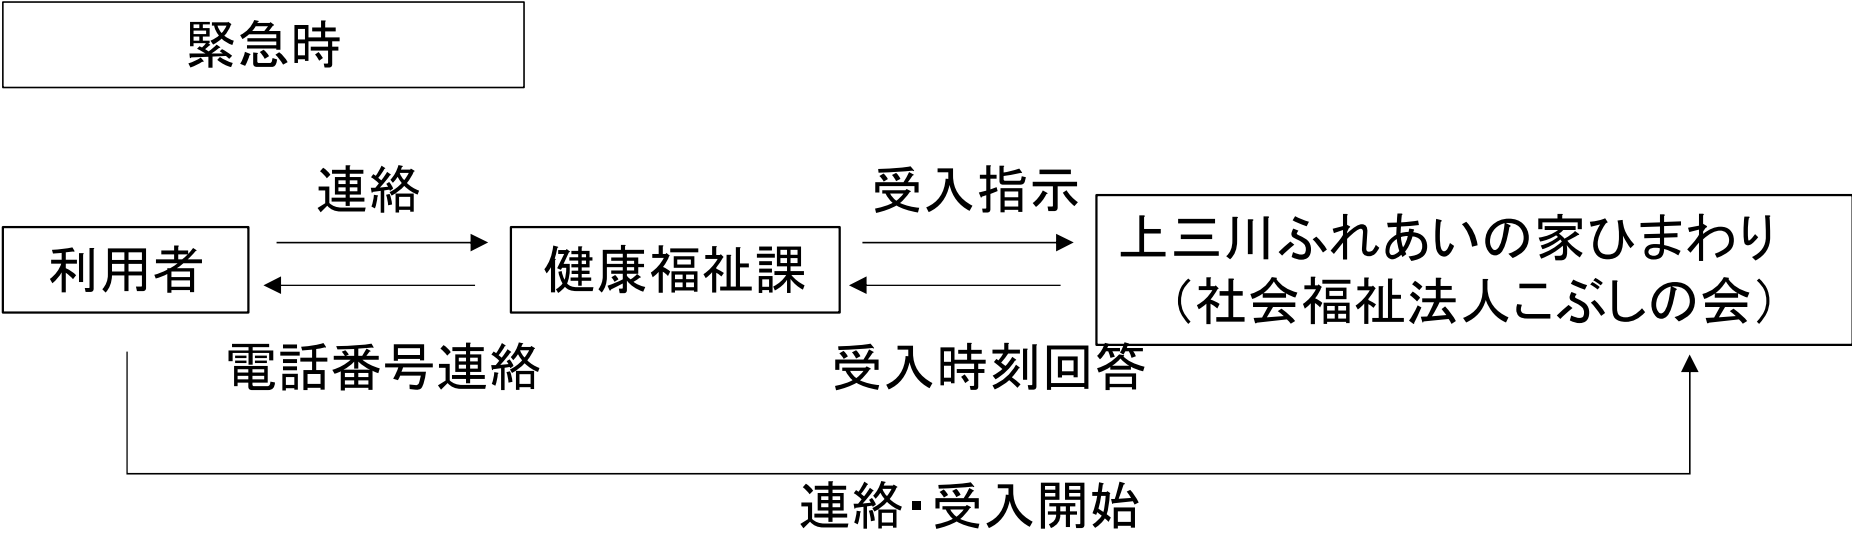 緊急時
連絡
受入指示
利用者
健康福祉課
上三川ふれあいの家ひまわり
（社会福祉法人こぶしの会）
電話番号連絡
受入時刻回答
連絡・受入開始